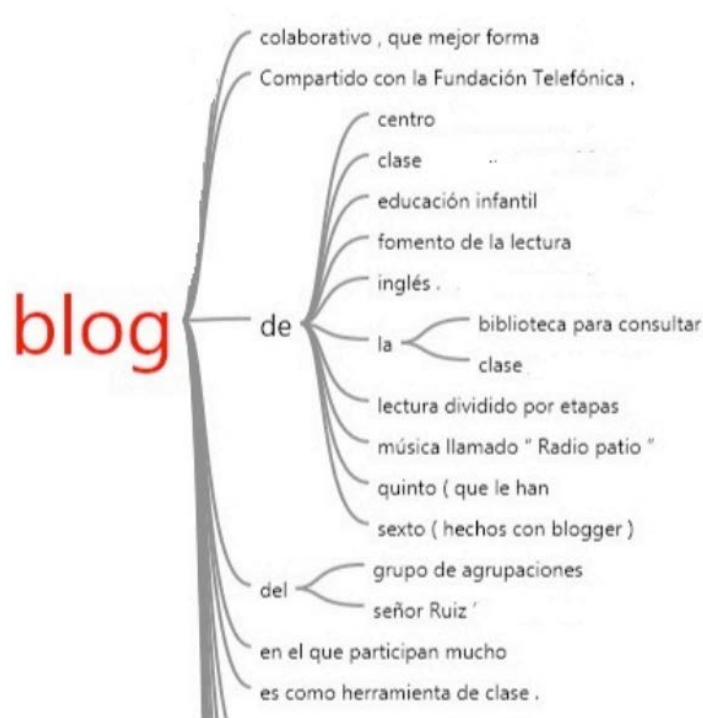 colaborativo , que mejor forma
Compartido con la Fundación Telefónica .
centro
clase
educación infantil
fomento de la lectura
inglés .
blog
de
la
biblioteca para consultar
clase
lectura dividido por etapas
música llamado " Radio patio "
quinto ( que le han
sexto ( hechos con blogger )
del
grupo de agrupaciones
señor Ruiz ´
en el que participan mucho
es como herramienta de clase .